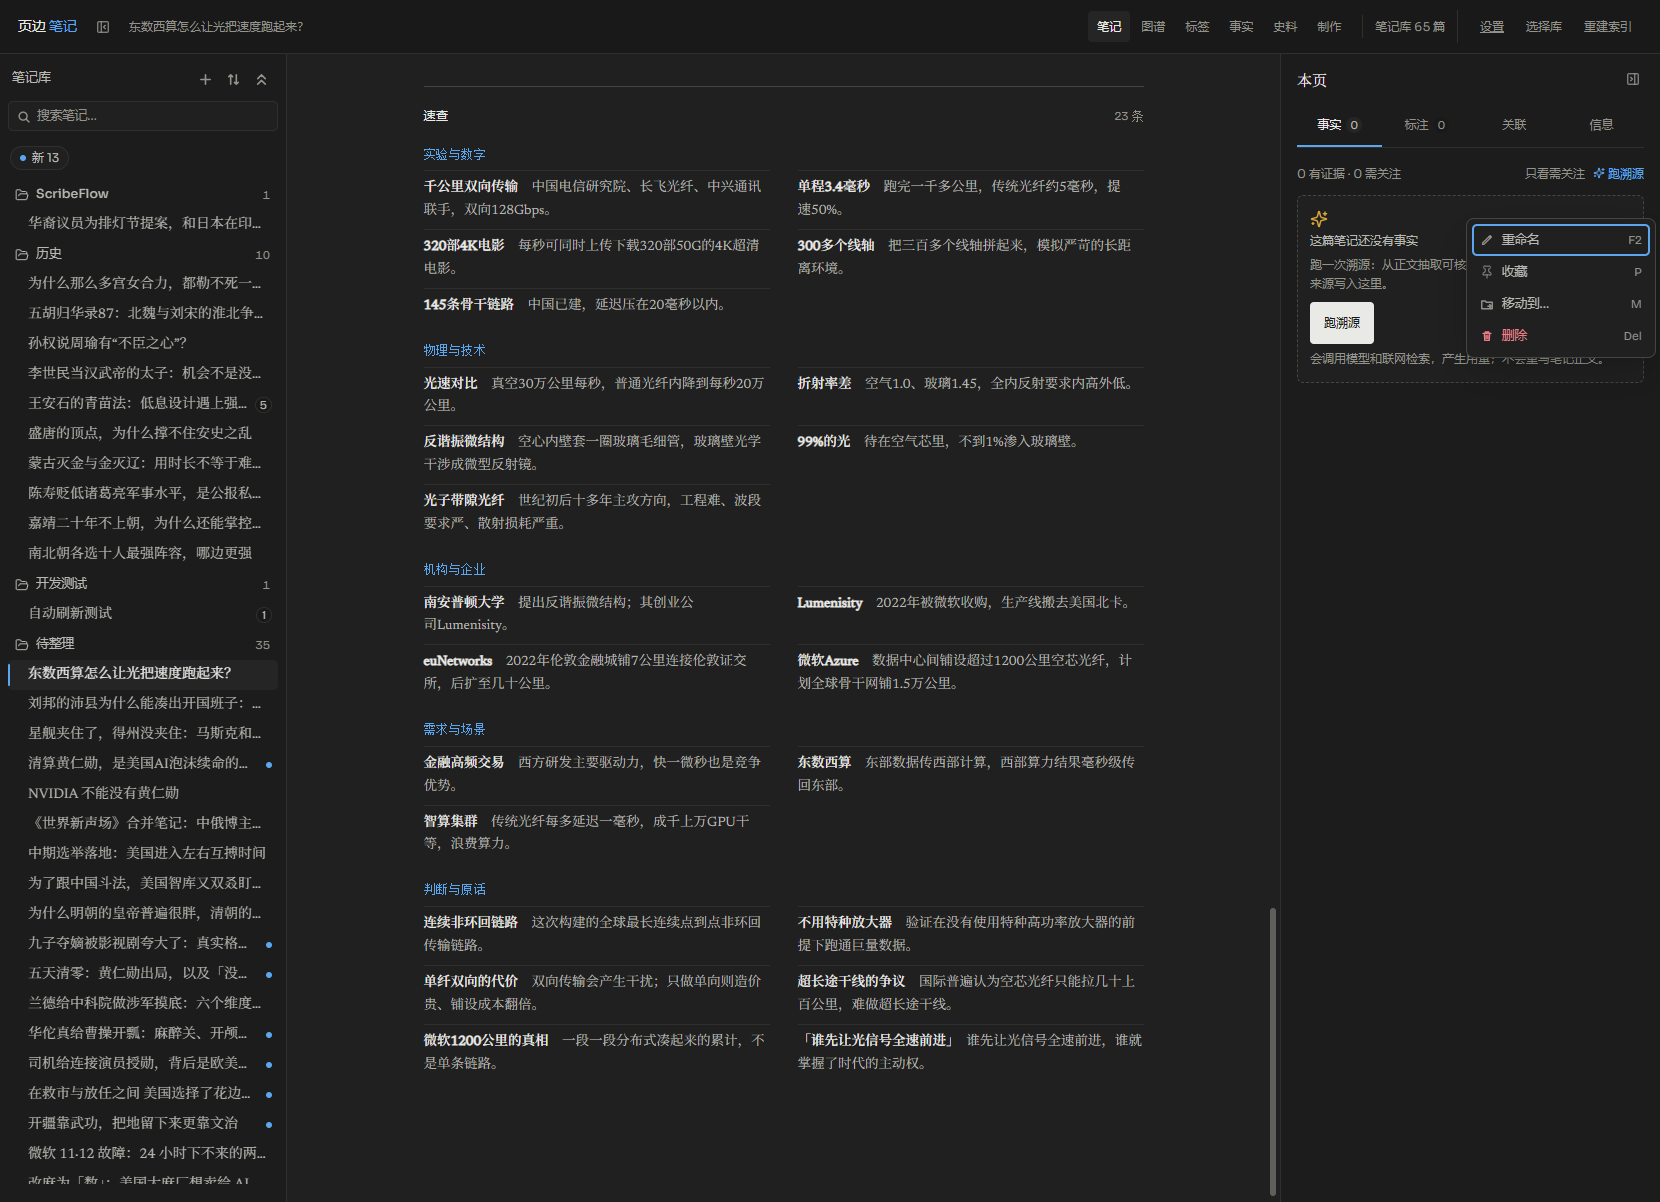 页边 笔记
东数西算怎么让光把速度跑起来?
笔记 图谱 标签 事实 史料 制作 笔记库 65 篇 设置 选择库 重建索引
笔记库
搜索笔记...
新 13
ScribeFlow 1
华裔议员为排灯节提案，和日本在印...
历史 10
为什么那么多宫女合力，都勒不死一...
五胡归华录87：北魏与刘宋的淮北争...
孙权说周瑜有“不臣之心”？
李世民当汉武帝的太子：机会不是没...
王安石的青苗法：低息设计遇上强... 5
盛唐的顶点，为什么撑不住安史之乱
蒙古灭金与金灭辽：用时长不等于难...
陈寿贬低诸葛亮军事水平，是公报私...
嘉靖二十年不上朝，为什么还能掌控...
南北朝各选十人最强阵容，哪边更强
开发测试 1
自动刷新测试 1
待整理 35
东数西算怎么让光把速度跑起来？
刘邦的沛县为什么能凑出开国班子：...
星舰夹住了，得州没夹住：马斯克和...
清算黄仁勋，是美国AI泡沫续命的...
NVIDIA 不能没有黄仁勋
《世界新声场》合并笔记：中俄博主...
中期选举落地：美国进入左右互搏时间
为了跟中国斗法，美国智库又双叒盯...
为什么明朝的皇帝普遍很胖，清朝的...
九子夺嫡被影视剧夸大了：真实格...
五天清零：黄仁勋出局，以及「没...
兰德给中科院做涉军摸底：六个维度...
华佗真给曹操开瓢：麻醉关、开颅...
司机给连接演员授勋，背后是欧美...
在救市与放任之间 美国选择了花边...
开疆靠武功，把地留下来更靠文治
微软 11·12 故障：24 小时下不来的两...
速查 23 条
实验与数字
千公里双向传输 中国电信研究院、长飞光纤、中兴通讯
联手，双向128Gbps。
单程3.4毫秒 跑完一千多公里，传统光纤约5毫秒，提
速50%。
320部4K电影 每秒可同时上传下载320部50G的4K超清
电影。
300多个线轴 把三百多个线轴拼起来，模拟严苛的长距
离环境。
145条骨干链路 中国已建，延迟压在20毫秒以内。
物理与技术
光速对比 真空30万公里每秒，普通光纤内降到每秒20万
公里。
折射率差 空气1.0、玻璃1.45，全内反射要求内高外低。
反谐振微结构 空心内壁套一圈玻璃毛细管，玻璃壁光学
干涉成微型反射镜。
99%的光 待在空气芯里，不到1%渗入玻璃壁。
光子带隙光纤 世纪初后十多年主攻方向，工程难、波段
要求严、散射损耗严重。
机构与企业
南安普顿大学 提出反谐振微结构；其创业公
司Lumenisity。
Lumenisity 2022年被微软收购，生产线搬去美国北卡。
euNetworks 2022年伦敦金融城铺7公里连接伦敦证交
所，后扩至几十公里。
微软Azure 数据中心间铺设超过1200公里空芯光纤，计
划全球骨干网铺1.5万公里。
需求与场景
金融高频交易 西方研发主要驱动力，快一微秒也是竞争
优势。
东数西算 东部数据传西部计算，西部算力结果毫秒级传
回东部。
智算集群 传统光纤每多延迟一毫秒，成千上万GPU干
等，浪费算力。
判断与原话
连续非环回链路 这次构建的全球最长连续点到点非环回
传输链路。
不用特种放大器 验证在没有使用特种高功率放大器的前
提下跑通巨量数据。
单纤双向的代价 双向传输会产生干扰；只做单向则造价
贵、铺设成本翻倍。
超长途干线的争议 国际普遍认为空芯光纤只能拉几十上
百公里，难做超长途干线。
微软1200公里的真相 一段一段分布式凑起来的累计，不
是单条链路。
「谁先让光信号全速前进」 谁先让光信号全速前进，谁就
掌握了时代的主动权。
本页
事实 0 标注 0 关联 信息
0 有证据 · 0 需关注 只看需关注 跑溯源
这篇笔记还没有事实
跑一次溯源：从正文抽取可核
来源写入这里。
跑溯源
会调用模型和联网检索，产生用量；不会重写笔记正文。
重命名 F2
收藏 P
移动到... M
删除 Del